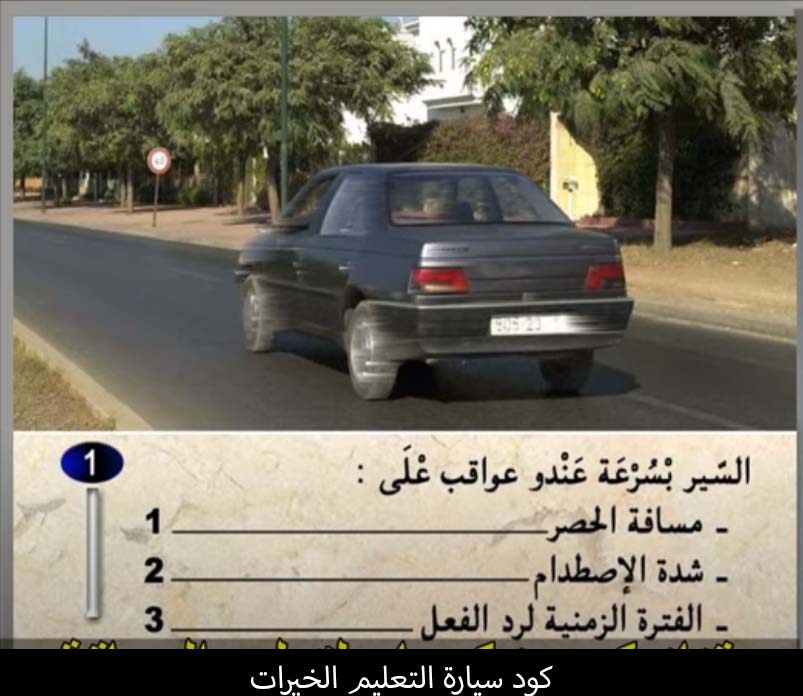 40
1
السّير بْسُرْعَة عَنْدو عواقب عْلَى :
ـ مسافة الحصر 1
ـ شدة الإصطدام 2
ـ الفترة الزمنية لرد الفعل 3
كود سيارة التعليم الخيرات